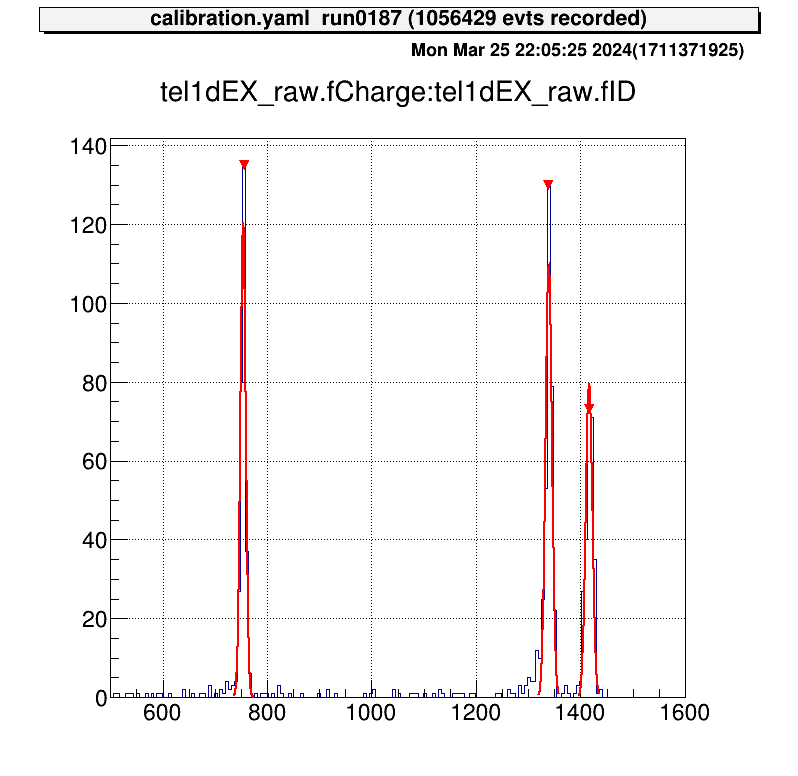 calibration.yaml run0187 (1056429 evts recorded)
Mon Mar 25 22:05:25 2024(1711371925)
tel1dEX_raw.fCharge:tel1dEX_raw.fID
140
120
100
80
60
40
20
0
600 800 1000 1200 1400 1600